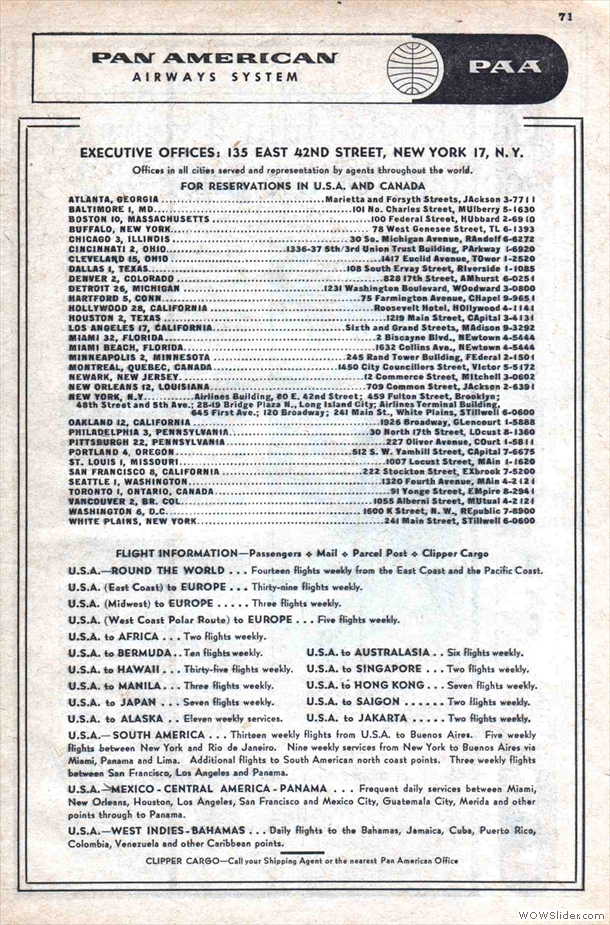 71
PAN AMERICAN
AIRWAYS SYSTEM
PAA
EXECUTIVE OFFICES: 135 EAST 42ND STREET, NEW YORK 17, N. Y.
Offices in all cities served and representation by agents throughout the world.
FOR RESERVATIONS IN U.S.A. AND CANADA
ATLANTA, GEORGIA........Marietta and Forsyth Streets, JAckson 3-7711
BALTIMORE 1, MD........101 No. Charles Street, MUlberry 5-1630
BOSTON 10, MASSACHUSETTS........100 Federal Street, HUbbard 2-6910
BUFFALO, NEW YORK........78 West Genesee Street, TL 6-1393
CHICAGO 3, ILLINOIS........30 So. Michigan Avenue, RAndolf 6-6272
CINCINNATI 2, OHIO........1336-37 5th/3rd Union Trust Building, PArkway 1-6920
CLEVELAND 15, OHIO........1417 Euclid Avenue, TOwer 1-2520
DALLAS 1, TEXAS........108 South Ervay Street, RIverside 1-1085
DENVER 2, COLORADO........828 17th Street, AMhurst 6-0251
DETROIT 26, MICHIGAN........1231 Washington Boulevard, WOodward 3-0800
HARTFORD 5, CONN........75 Farmington Avenue, CHapel 9-9651
HOLLYWOOD 28, CALIFORNIA........Roosevelt Hotel, HOllywood 4-1141
HOUSTON 2, TEXAS........1219 Main Street, CApital 3-4131
LOS ANGELES 17, CALIFORNIA........Sixth and Grand Streets, MAdison 9-3292
MIAMI 32, FLORIDA........2 Biscayne Blvd., NEwtown 4-5444
MIAMI BEACH, FLORIDA........1632 Collins Ave., NEwtown 4-5444
MINNEAPOLIS 2, MINNESOTA........245 Rand Tower Building, FEderal 2-1501
MONTREAL, QUEBEC, CANADA........1450 City Councillors Street, VIctor 5-5172
NEWARK, NEW JERSEY........12 Commerce Street, MItchell 3-0602
NEW ORLEANS 12, LOUISIANA........709 Common Street, JAckson 2-6391
NEW YORK, N.Y........Airlines Building, 80 E. 42nd Street; 459 Fulton Street, Brooklyn;
48th Street and 5th Ave.; 28-19 Bridge Plaza N., Long Island City; Airlines Terminal Building,
645 First Ave.; 120 Broadway; 241 Main St., White Plains, STillwell 6-0600
OAKLAND 12, CALIFORNIA........1926 Broadway, GLencourt 1-5888
PHILADELPHIA 3, PENNSYLVANIA........30 North 17th Street, LOcust 8-1360
PITTSBURGH 22, PENNSYLVANIA........227 Oliver Avenue, COurt 1-5811
PORTLAND 4, OREGON........512 S. W. Yamhill Street, CApital 7-6675
ST. LOUIS 1, MISSOURI........1007 Locust Street, MAin 1-1620
SAN FRANCISCO 8, CALIFORNIA........222 Stockton Street, EXbrook 7-5200
SEATTLE 1, WASHINGTON........1320 Fourth Avenue, MAin 4-2121
TORONTO 1, ONTARIO, CANADA........91 Yonge Street, EMpire 8-2941
VANCOUVER 2, BR. COL........1055 Alberni Street, MUtual 4-2121
WASHINGTON 6, D.C........1600 K Street, N. W., REpublic 7-8900
WHITE PLAINS, NEW YORK........241 Main Street, STillwell 6-0600
FLIGHT INFORMATION—Passengers ❖ Mail ❖ Parcel Post ❖ Clipper Cargo
U.S.A.—ROUND THE WORLD . . . Fourteen flights weekly from the East Coast and the Pacific Coast.
U.S.A. (East Coast) to EUROPE . . . Thirty-nine flights weekly.
U.S.A. (Midwest) to EUROPE . . . . . Three flights weekly.
U.S.A. (West Coast Polar Route) to EUROPE . . . Five flights weekly.
U.S.A. to AFRICA . . . Two flights weekly.
U.S.A. to BERMUDA . . Ten flights weekly.
U.S.A. to HAWAII . . . Thirty-five flights weekly.
U.S.A. to MANILA . . . Three flights weekly.
U.S.A. to JAPAN . . . Seven flights weekly.
U.S.A. to ALASKA . . Eleven weekly services.
U.S.A. to AUSTRALASIA . . Six flights weekly.
U.S.A. to SINGAPORE . . . Two flights weekly.
U.S.A. to HONG KONG . . . Seven flights weekly.
U.S.A. to SAIGON . . . . . . Two flights weekly.
U.S.A. to JAKARTA . . . . . Two flights weekly.
U.S.A.—SOUTH AMERICA . . . Thirteen weekly flights from U.S.A. to Buenos Aires. Five weekly
flights between New York and Rio de Janeiro. Nine weekly services from New York to Buenos Aires via
Miami, Panama and Lima. Additional flights to South American north coast points. Three weekly flights
between San Francisco, Los Angeles and Panama.
U.S.A.—MEXICO - CENTRAL AMERICA - PANAMA . . . Frequent daily services between Miami,
New Orleans, Houston, Los Angeles, San Francisco and Mexico City, Guatemala City, Merida and other
points through to Panama.
U.S.A.—WEST INDIES-BAHAMAS . . . Daily flights to the Bahamas, Jamaica, Cuba, Puerto Rico,
Colombia, Venezuela and other Caribbean points.
CLIPPER CARGO—Call your Shipping Agent or the nearest Pan American Office
WOWSlider.com